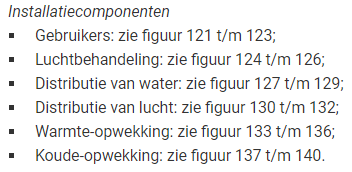 Installatiecomponenten
▪ Gebruikers: zie figuur 121 t/m 123;
▪ Luchtbehandeling: zie figuur 124 t/m 126;
▪ Distributie van water: zie figuur 127 t/m 129;
▪ Distributie van lucht: zie figuur 130 t/m 132;
▪ Warmte-opwekking: zie figuur 133 t/m 136;
▪ Koude-opwekking: zie figuur 137 t/m 140.